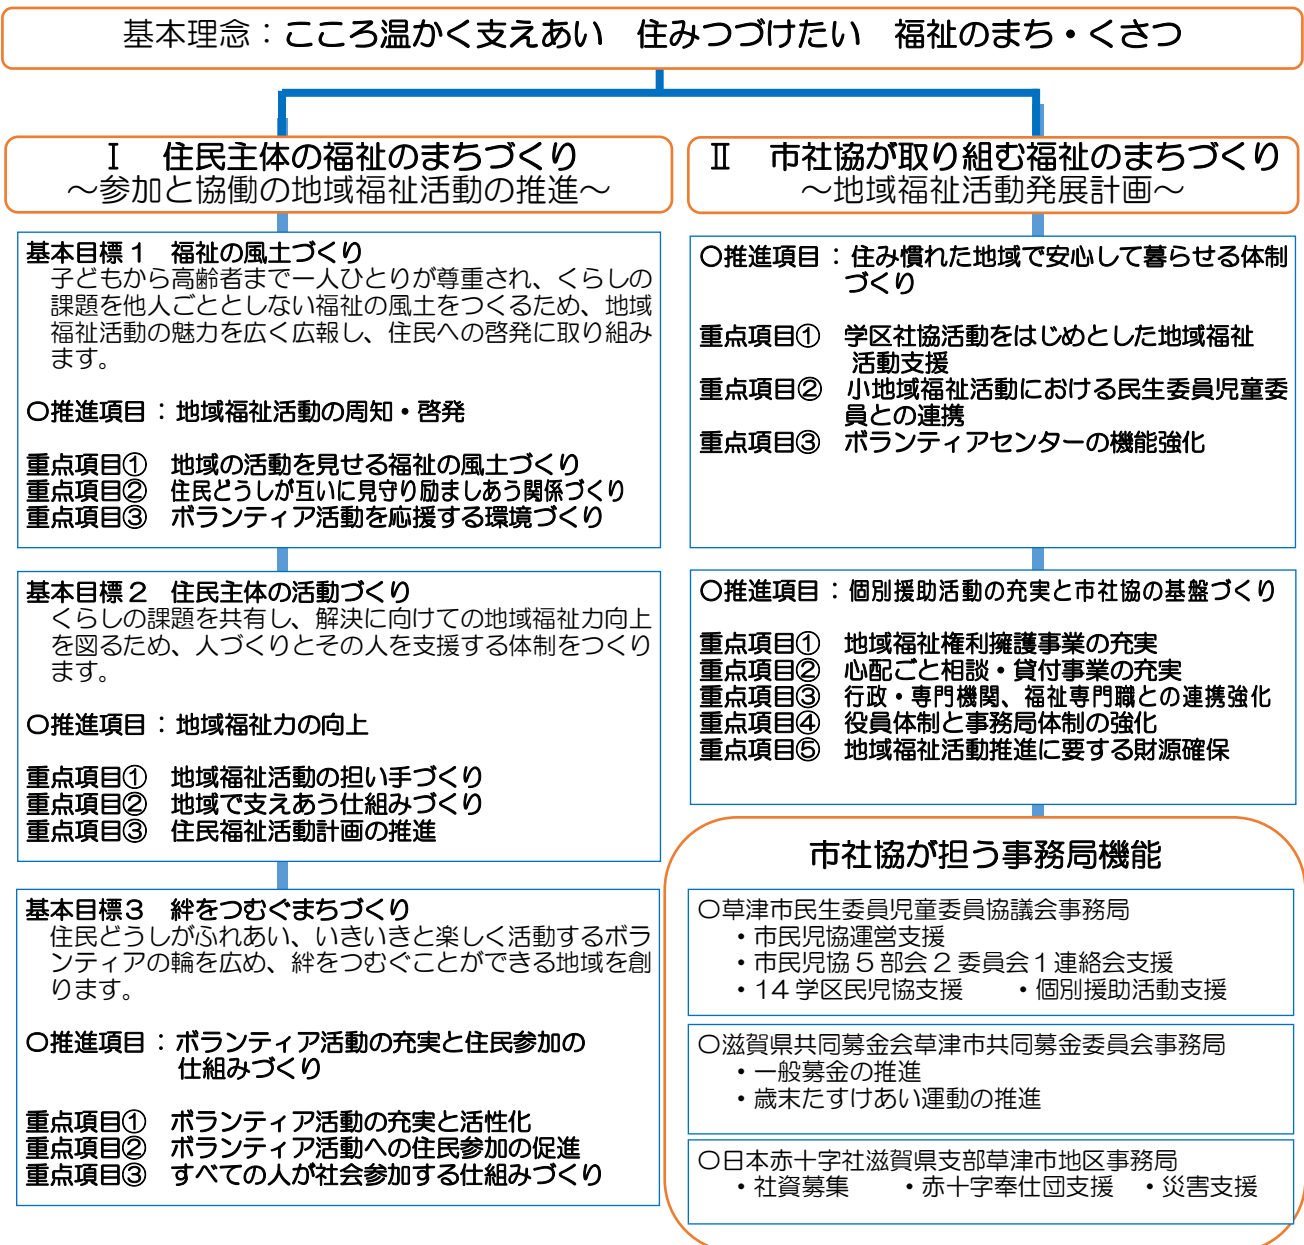 基本理念：こころ温かく支えあい　住みつづけたい　福祉のまち・くさつ
Ⅰ　住民主体の福祉のまちづくり
～参加と協働の地域福祉活動の推進～
基本目標１　福祉の風土づくり
子どもから高齢者まで一人ひとりが尊重され、くらしの
課題を他人ごととしない福祉の風土をつくるため、地域
福祉活動の魅力を広く広報し、住民への啓発に取り組み
ます。
〇推進項目：地域福祉活動の周知・啓発
重点項目①　地域の活動を見せる福祉の風土づくり
重点項目②　住民どうしが互いに見守り励ましあう関係づくり
重点項目③　ボランティア活動を応援する環境づくり
基本目標２　住民主体の活動づくり
くらしの課題を共有し、解決に向けての地域福祉力向上
を図るため、人づくりとその人を支援する体制をつくり
ます。
〇推進項目：地域福祉力の向上
重点項目①　地域福祉活動の担い手づくり
重点項目②　地域で支えあう仕組みづくり
重点項目③　住民福祉活動計画の推進
基本目標３　絆をつむぐまちづくり
住民どうしがふれあい、いきいきと楽しく活動するボラ
ンティアの輪を広め、絆をつむぐことができる地域を創
ります。
〇推進項目：ボランティア活動の充実と住民参加の
仕組みづくり
重点項目①　ボランティア活動の充実と活性化
重点項目②　ボランティア活動への住民参加の促進
重点項目③　すべての人が社会参加する仕組みづくり
Ⅱ　市社協が取り組む福祉のまちづくり
～地域福祉活動発展計画～
〇推進項目：住み慣れた地域で安心して暮らせる体制
づくり
重点項目①　学区社協活動をはじめとした地域福祉
活動支援
重点項目②　小地域福祉活動における民生委員児童委
員との連携
重点項目③　ボランティアセンターの機能強化
〇推進項目：個別援助活動の充実と市社協の基盤づくり
重点項目①　地域福祉権利擁護事業の充実
重点項目②　心配ごと相談・貸付事業の充実
重点項目③　行政・専門機関、福祉専門職との連携強化
重点項目④　役員体制と事務局体制の強化
重点項目⑤　地域福祉活動推進に要する財源確保
市社協が担う事務局機能
〇草津市民生委員児童委員協議会事務局
・市民児協運営支援
・市民児協５部会２委員会１連絡会支援
・14学区民児協支援　　・個別援助活動支援
〇滋賀県共同募金会草津市共同募金委員会事務局
・一般募金の推進
・歳末たすけあい運動の推進
〇日本赤十字社滋賀県支部草津市地区事務局
・社資募集　　・赤十字奉仕団支援　・災害支援